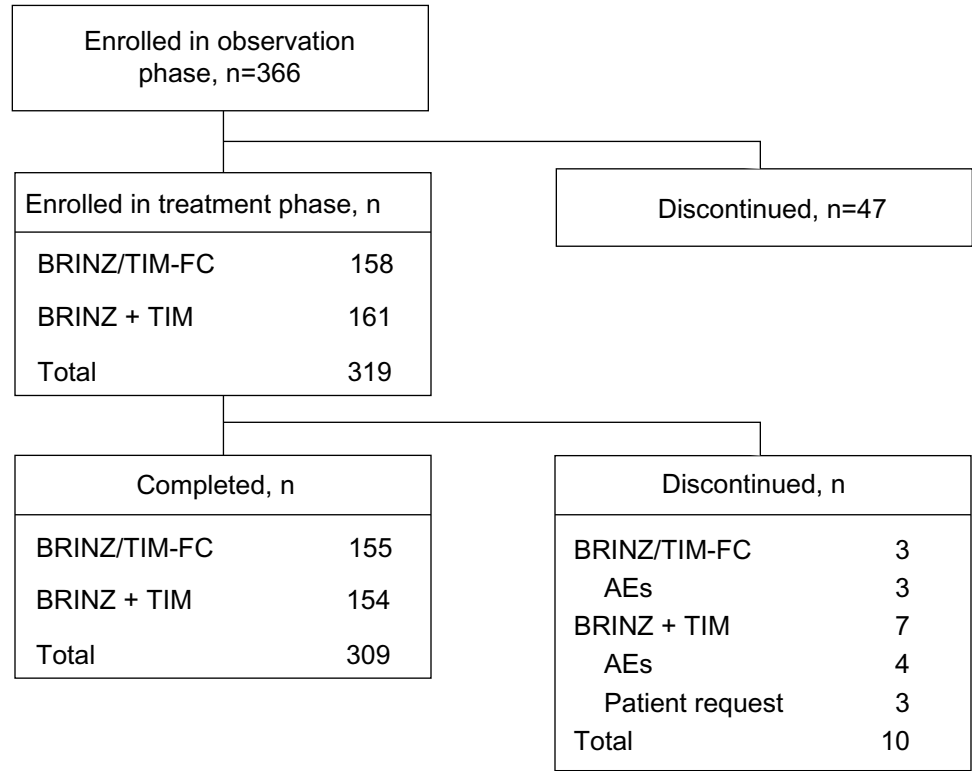 Enrolled in observation
phase, n=366
Enrolled in treatment phase, n
BRINZ/TIM-FC 158
BRINZ + TIM 161
Total 319
Discontinued, n=47
Completed, n
BRINZ/TIM-FC 155
BRINZ + TIM 154
Total 309
Discontinued, n
BRINZ/TIM-FC 3
AEs 3
BRINZ + TIM 7
AEs 4
Patient request 3
Total 10